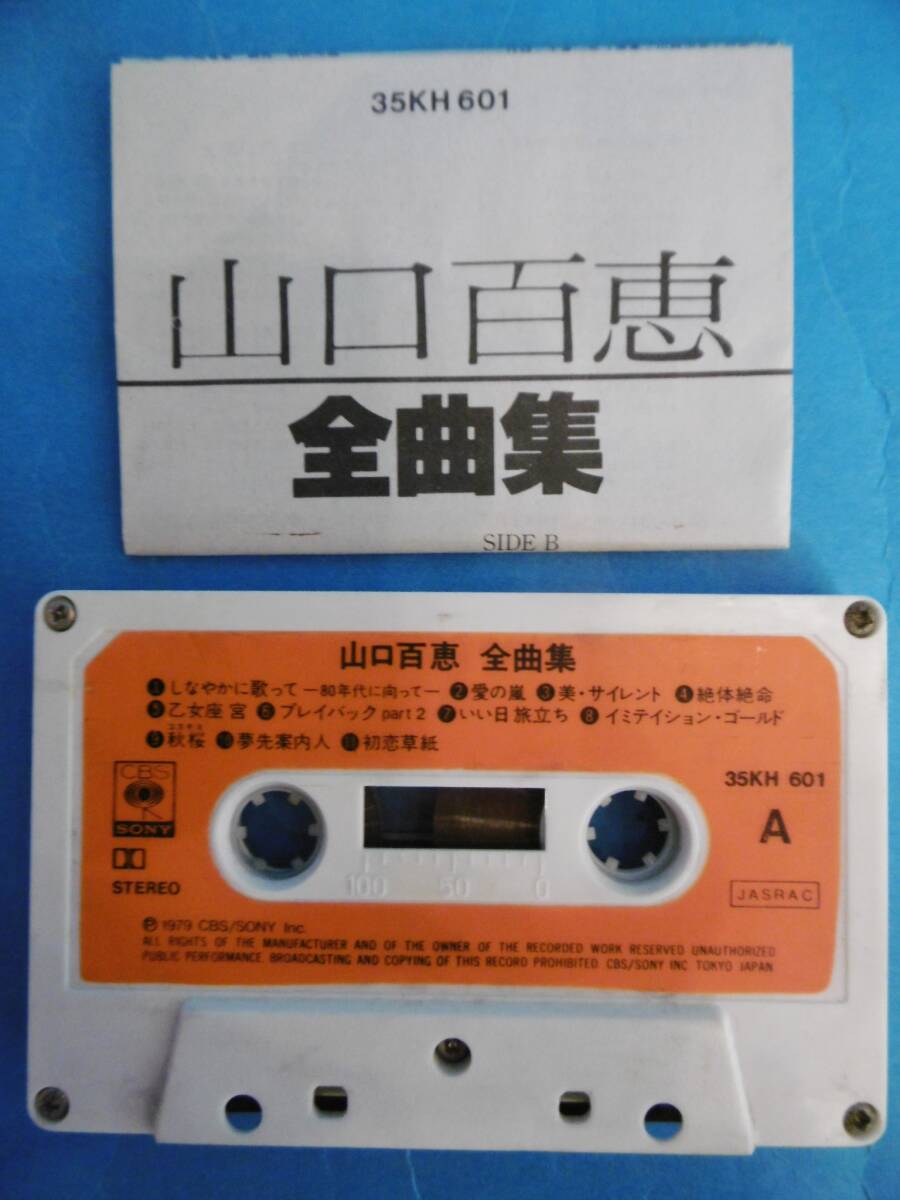 35KH 601
山口百恵
全曲集
SIDE B
山口百恵 全曲集
❶しなやかに歌って ―80年代に向って― ❷愛の嵐 ❸美・サイレント ❹絶体絶命
❺乙女座 宮 ❻プレイバック part 2 ❼いい日旅立ち ❽イミテイション・ゴールド
コスモス
❾秋桜 ❿夢先案内人 ⓫初恋草紙
CBS
SONY
35KH 601
A
STEREO
100 50 0
JASRAC
℗ 1979 CBS/SONY Inc.
ALL RIGHTS OF THE MANUFACTURER AND OF THE OWNER OF THE RECORDED WORK RESERVED UNAUTHORIZED
PUBLIC PERFORMANCE. BROADCASTING AND COPYING OF THIS RECORD PROHIBITED. CBS/SONY INC TOKYO JAPAN